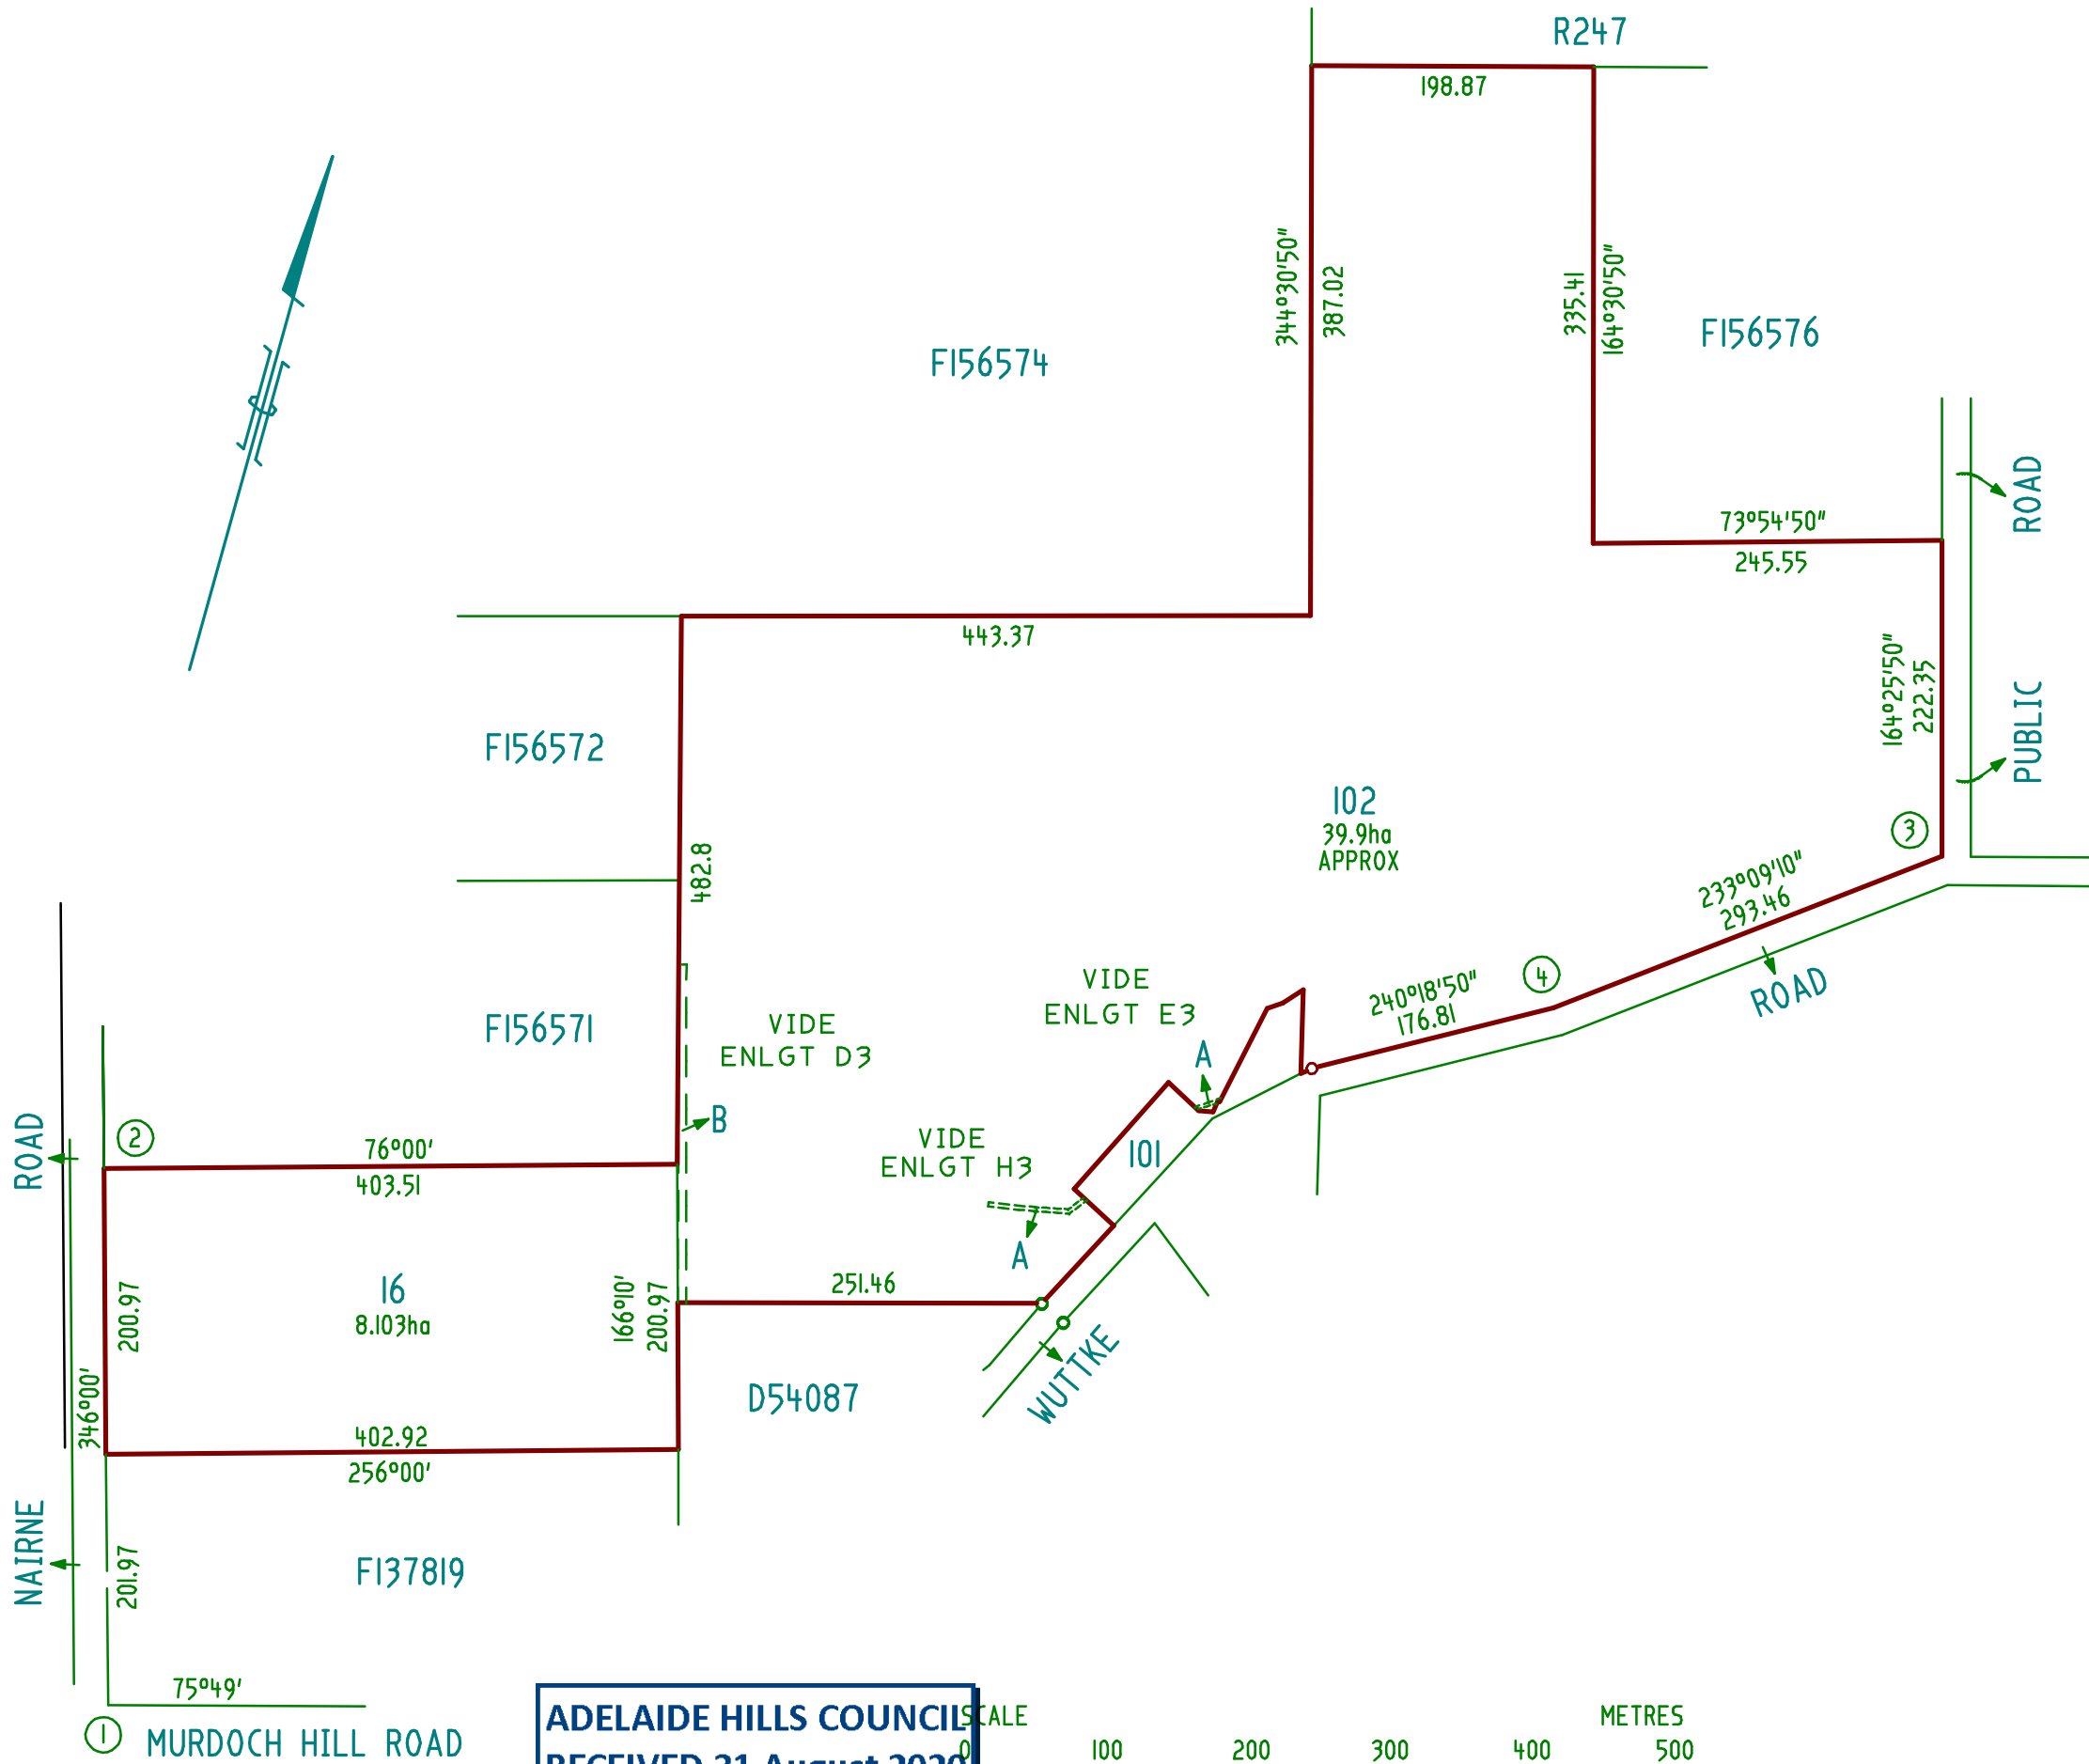 R247
198.87
344°30'50"
387.02
335.41
164°30'50"
F156574
F156576
ROAD
PUBLIC
73°54'50"
245.55
443.37
164°25'50"
222.35
F156572
482.8
102
39.9ha
APPROX
3
233°09'10"
293.46
ROAD
4
240°18'50"
176.81
VIDE
ENLGT E3
VIDE
ENLGT D3
F156571
A
B
ROAD
2
76°00'
403.51
VIDE
ENLGT H3
101
A
16
8.103ha
200.97
166°10'
200.97
251.46
WUTTKE
346°00'
402.92
256°00'
D54087
NAIRNE
201.97
F137819
75°49'
1
MURDOCH HILL ROAD
ADELAIDE HILLS COUNCIL
RECEIVED 21 August 2020
SCALE
METRES
0 100 200 300 400 500